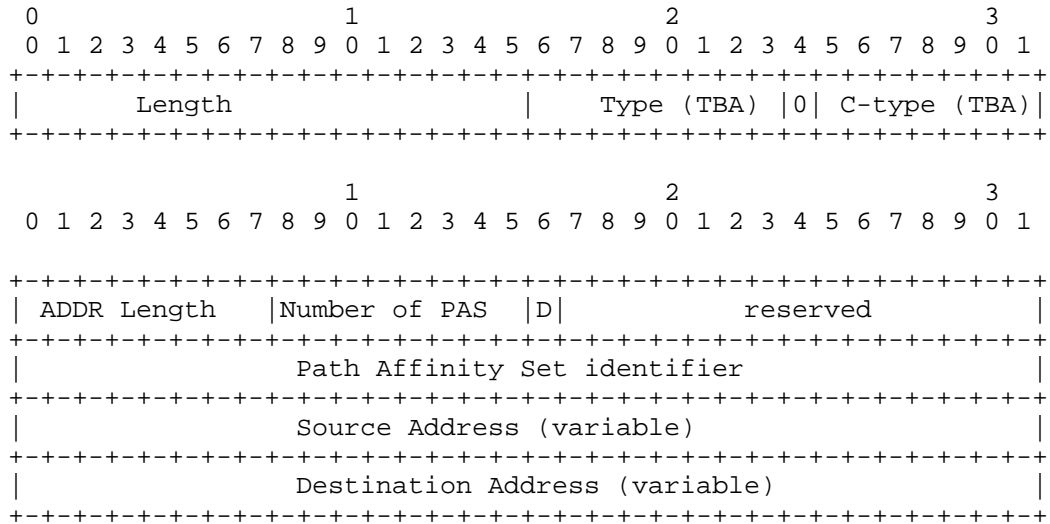 0                   1                   2                   3
 0 1 2 3 4 5 6 7 8 9 0 1 2 3 4 5 6 7 8 9 0 1 2 3 4 5 6 7 8 9 0 1
+-+-+-+-+-+-+-+-+-+-+-+-+-+-+-+-+-+-+-+-+-+-+-+-+-+-+-+-+-+-+-+-+
|       Length                  |    Type (TBA) |0| C-type (TBA)|
+-+-+-+-+-+-+-+-+-+-+-+-+-+-+-+-+-+-+-+-+-+-+-+-+-+-+-+-+-+-+-+-+

                     1                   2                   3
 0 1 2 3 4 5 6 7 8 9 0 1 2 3 4 5 6 7 8 9 0 1 2 3 4 5 6 7 8 9 0 1

+-+-+-+-+-+-+-+-+-+-+-+-+-+-+-+-+-+-+-+-+-+-+-+-+-+-+-+-+-+-+-+-+
| ADDR Length   |Number of PAS  |D|           reserved          |
+-+-+-+-+-+-+-+-+-+-+-+-+-+-+-+-+-+-+-+-+-+-+-+-+-+-+-+-+-+-+-+-+
|                 Path Affinity Set identifier                  |
+-+-+-+-+-+-+-+-+-+-+-+-+-+-+-+-+-+-+-+-+-+-+-+-+-+-+-+-+-+-+-+-+
|                 Source Address (variable)                     |
+-+-+-+-+-+-+-+-+-+-+-+-+-+-+-+-+-+-+-+-+-+-+-+-+-+-+-+-+-+-+-+-+
|                 Destination Address (variable)                |
+-+-+-+-+-+-+-+-+-+-+-+-+-+-+-+-+-+-+-+-+-+-+-+-+-+-+-+-+-+-+-+-+